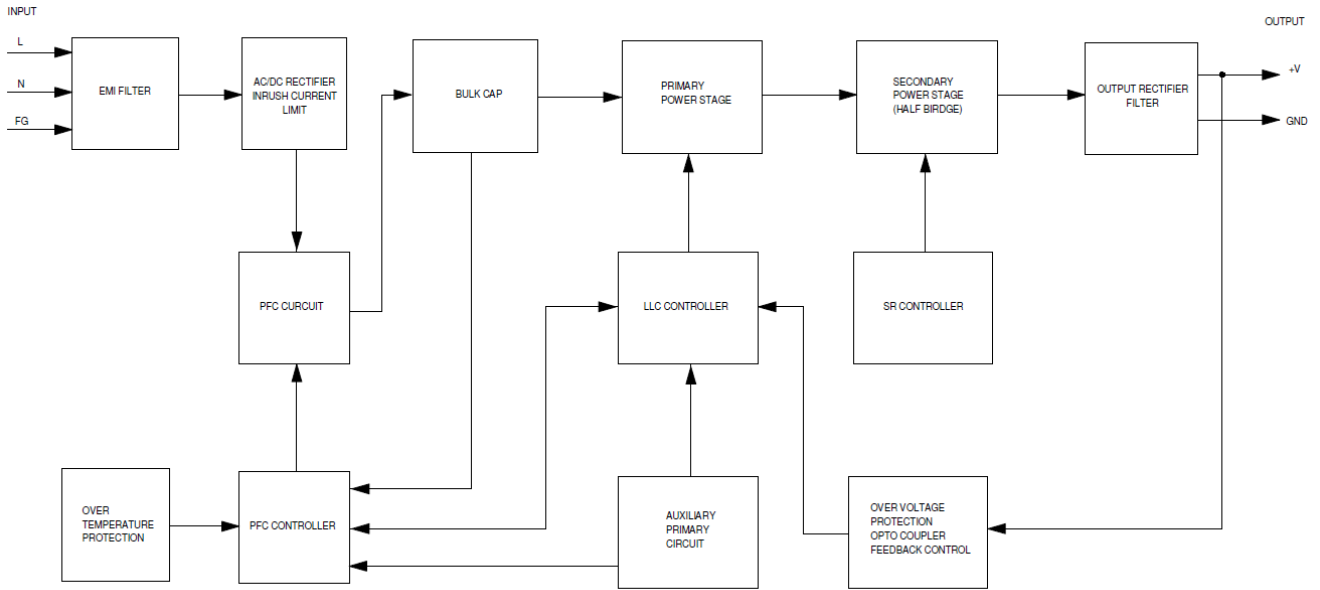 INPUT
OUTPUT
L
N
FG
EMI FILTER
AC/DC RECTIFIER
INRUSH CURRENT
LIMIT
BULK CAP
PRIMARY
POWER STAGE
SECONDARY
POWER STAGE
(HALF BIRDGE)
OUTPUT RECTIFIER
FILTER
+V
GND
PFC CURCUIT
LLC CONTROLLER
SR CONTROLLER
OVER
TEMPERATURE
PROTECTION
PFC CONTROLLER
AUXILIARY
PRIMARY
CIRCUIT
OVER VOLTAGE
PROTECTION
OPTO COUPLER
FEEDBACK CONTROL